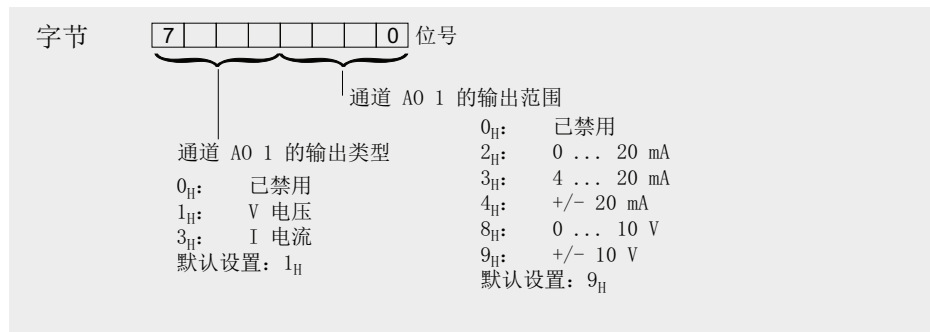 字节 7 0 位号
通道 AO 1 的输出范围
0H: 已禁用
2H: 0 ... 20 mA
3H: 4 ... 20 mA
4H: +/- 20 mA
8H: 0 ... 10 V
9H: +/- 10 V
默认设置: 9H
通道 AO 1 的输出类型
0H: 已禁用
1H: V 电压
3H: I 电流
默认设置: 1H